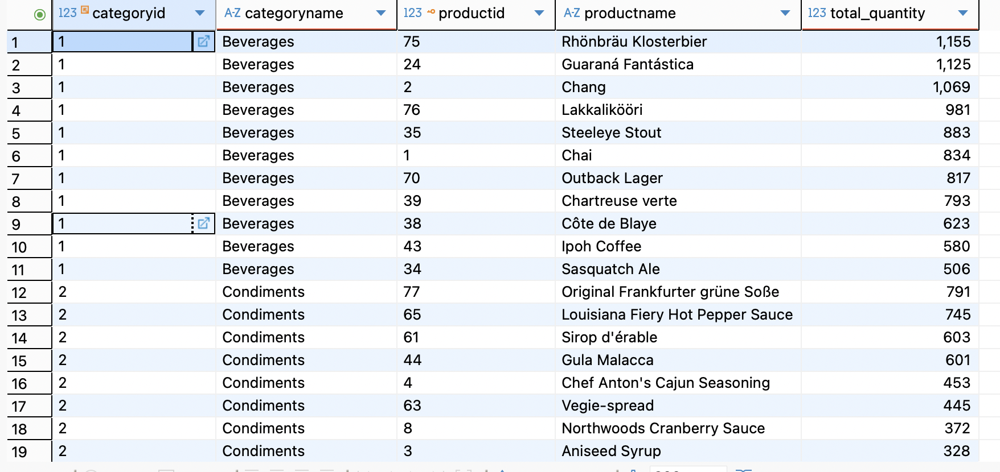 123 categoryid A-Z categoryname 123 productid A-Z productname 123 total_quantity
1 1 Beverages 75 Rhönbräu Klosterbier 1,155
2 1 Beverages 24 Guaraná Fantástica 1,125
3 1 Beverages 2 Chang 1,069
4 1 Beverages 76 Lakkalikööri 981
5 1 Beverages 35 Steeleye Stout 883
6 1 Beverages 1 Chai 834
7 1 Beverages 70 Outback Lager 817
8 1 Beverages 39 Chartreuse verte 793
9 1 Beverages 38 Côte de Blaye 623
10 1 Beverages 43 Ipoh Coffee 580
11 1 Beverages 34 Sasquatch Ale 506
12 2 Condiments 77 Original Frankfurter grüne Soße 791
13 2 Condiments 65 Louisiana Fiery Hot Pepper Sauce 745
14 2 Condiments 61 Sirop d'érable 603
15 2 Condiments 44 Gula Malacca 601
16 2 Condiments 4 Chef Anton's Cajun Seasoning 453
17 2 Condiments 63 Vegie-spread 445
18 2 Condiments 8 Northwoods Cranberry Sauce 372
19 2 Condiments 3 Aniseed Syrup 328